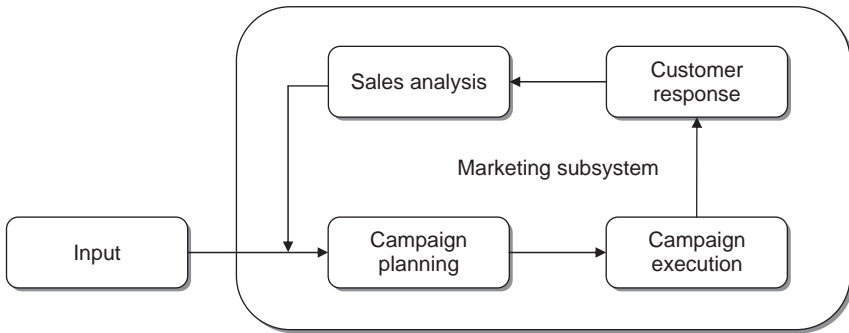 Sales analysis
Customer
response
Marketing subsystem
Input
Campaign
planning
Campaign
execution